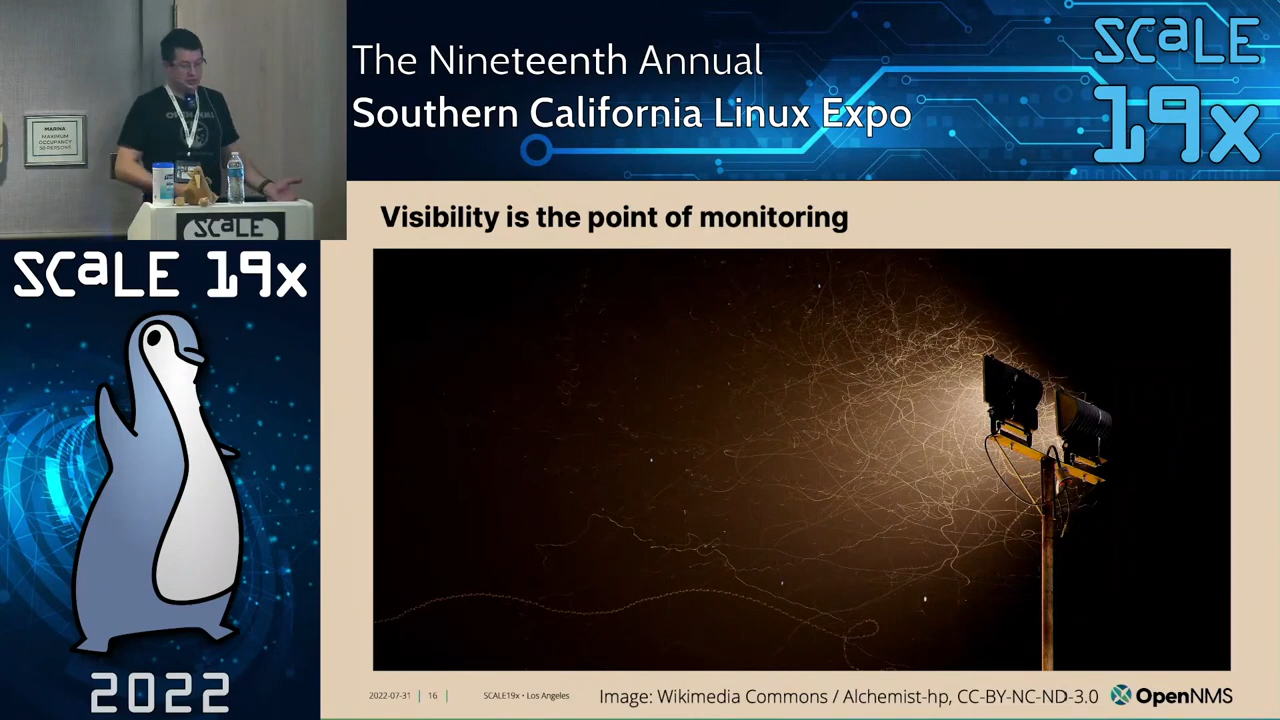 The Nineteenth Annual
Southern California Linux Expo
SCaLE
19x
MARINA
MAXIMUM
OCCUPANCY
50 PERSONS
SCaLE
SCaLE 19x
2022
Visibility is the point of monitoring
2022-07-31 | 16 |
SCALE19x • Los Angeles
Image: Wikimedia Commons / Alchemist-hp, CC-BY-NC-ND-3.0
OpenNMS